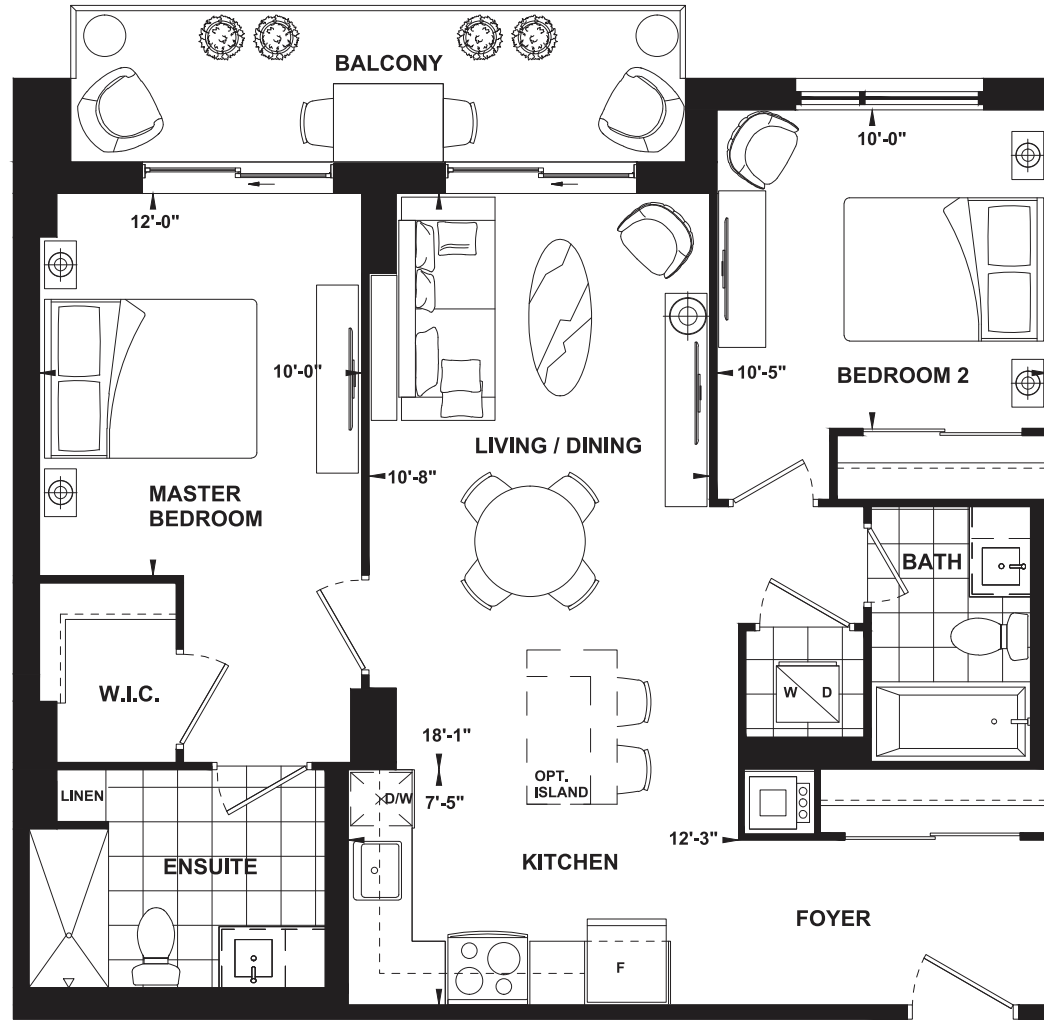 BALCONY
10'-0"
12'-0"
10'-0"
10'-5"
BEDROOM 2
LIVING / DINING
10'-8"
MASTER
BEDROOM
BATH
W.I.C.
W
D
18'-1"
OPT.
ISLAND
LINEN
D/W
7'-5"
12'-3"
ENSUITE
KITCHEN
FOYER
F